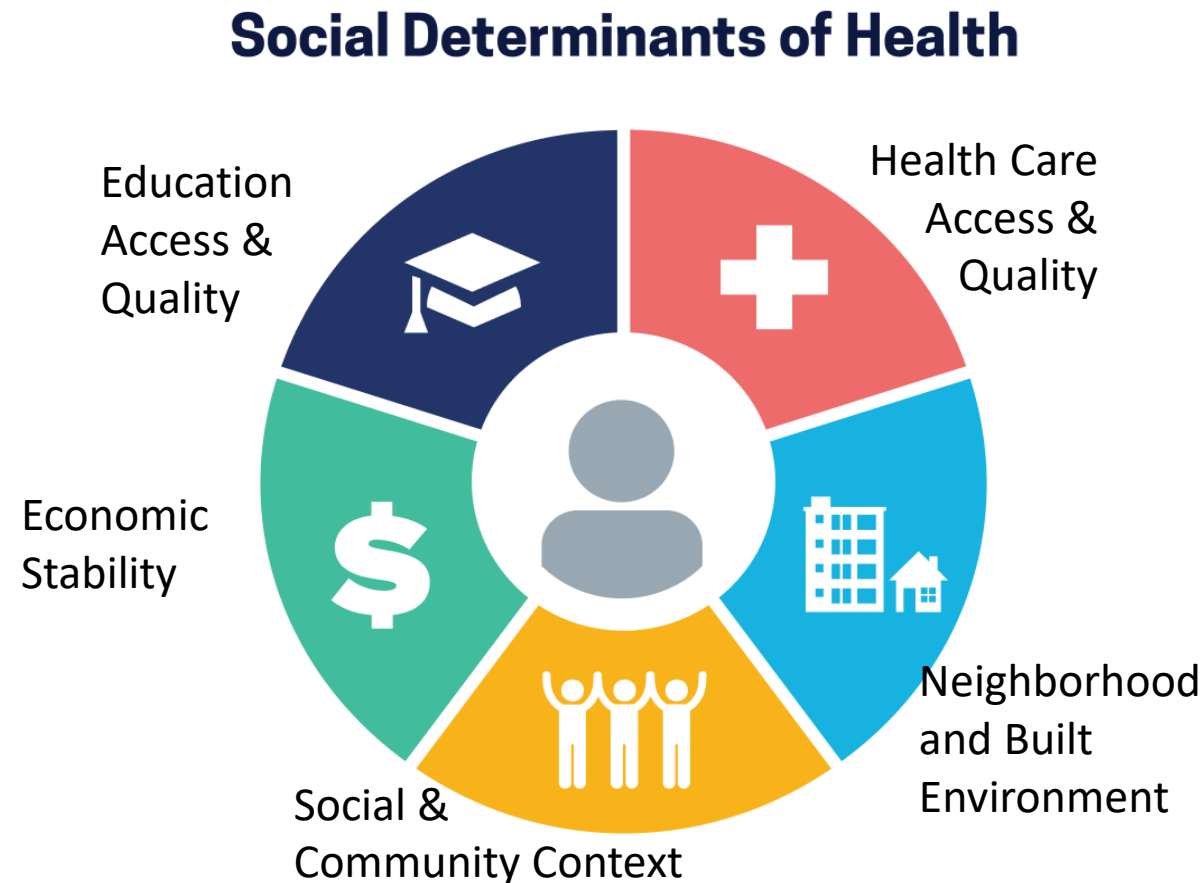 Social Determinants of Health
Education
Access &
Quality
Health Care
Access &
Quality
Economic
Stability
$
Neighborhood
and Built
Environment
Social &
Community Context